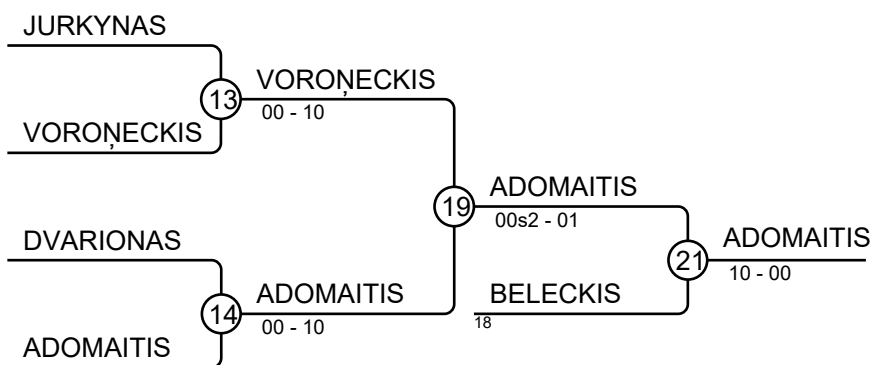 JURKYNAS
13
VOROŅECKIS
00 - 10
VOROŅECKIS
19
ADOMAITIS
00s2 - 01
DVARIONAS
21
ADOMAITIS
10 - 00
14
ADOMAITIS
00 - 10
BELECKIS
18
ADOMAITIS